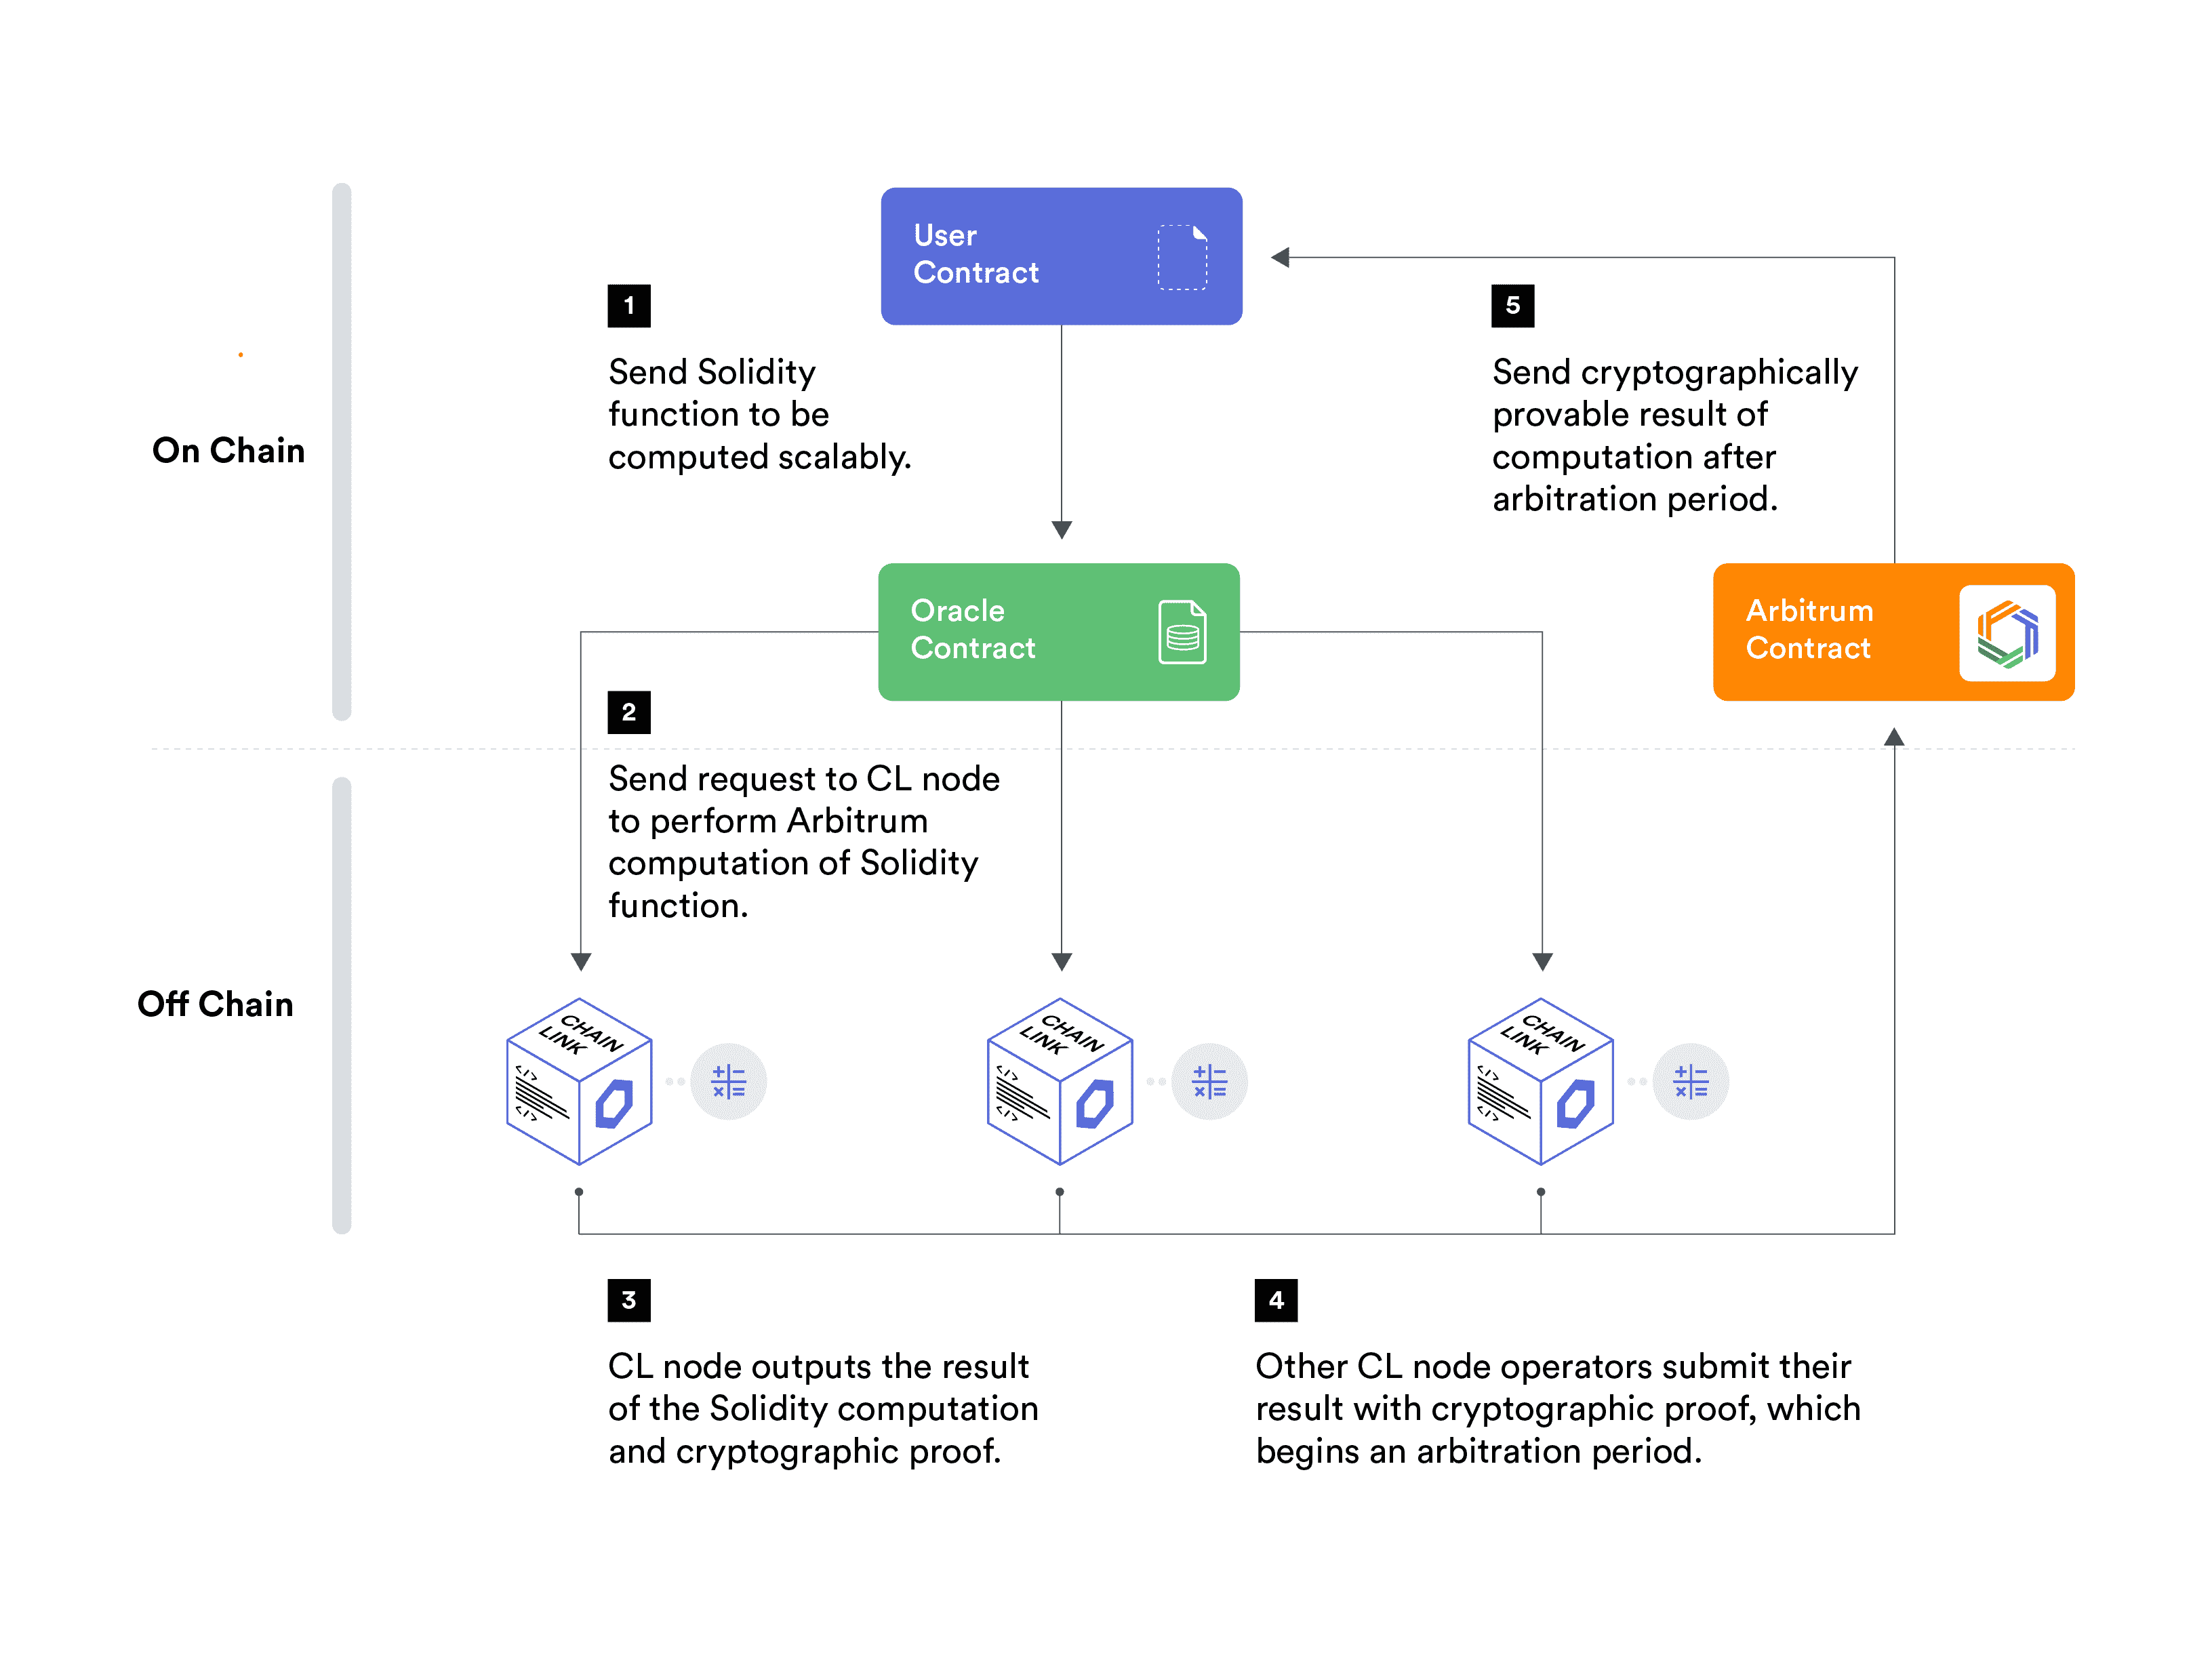 User
Contract
1
Send Solidity
function to be
computed scalably.
5
Send cryptographically
provable result of
computation after
arbitration period.
On Chain
Oracle
Contract
Arbitrum
Contract
2
Send request to CL node
to perform Arbitrum
computation of Solidity
function.
Off Chain
CHAIN
LINK
CHAIN
LINK
CHAIN
LINK
3
CL node outputs the result
of the Solidity computation
and cryptographic proof.
4
Other CL node operators submit their
result with cryptographic proof, which
begins an arbitration period.